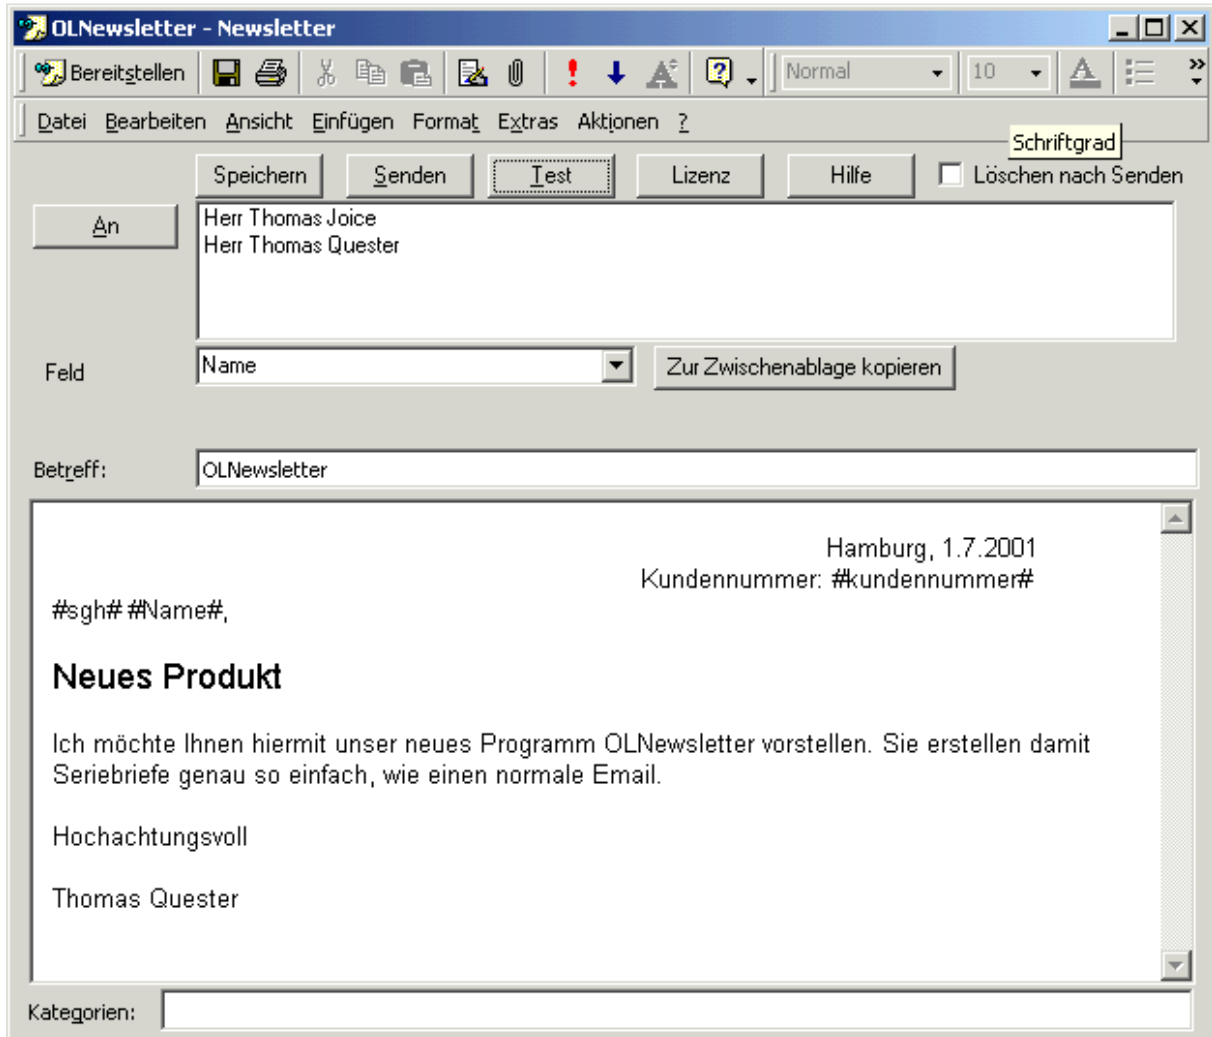 OLNewsletter - Newsletter
Bereitstellen Normal 10
Datei Bearbeiten Ansicht Einfügen Format Extras Aktionen ?
Schriftgrad
Speichern Senden Test Lizenz Hilfe Löschen nach Senden
An
Herr Thomas Joice
Herr Thomas Quester
Feld Name Zur Zwischenablage kopieren
Betreff: OLNewsletter
Hamburg, 1.7.2001
Kundennummer: #kundennummer#
#sgh# #Name#,
Neues Produkt
Ich möchte Ihnen hiermit unser neues Programm OLNewsletter vorstellen. Sie erstellen damit
Seriebriefe genau so einfach, wie einen normale Email.
Hochachtungsvoll
Thomas Quester
Kategorien: